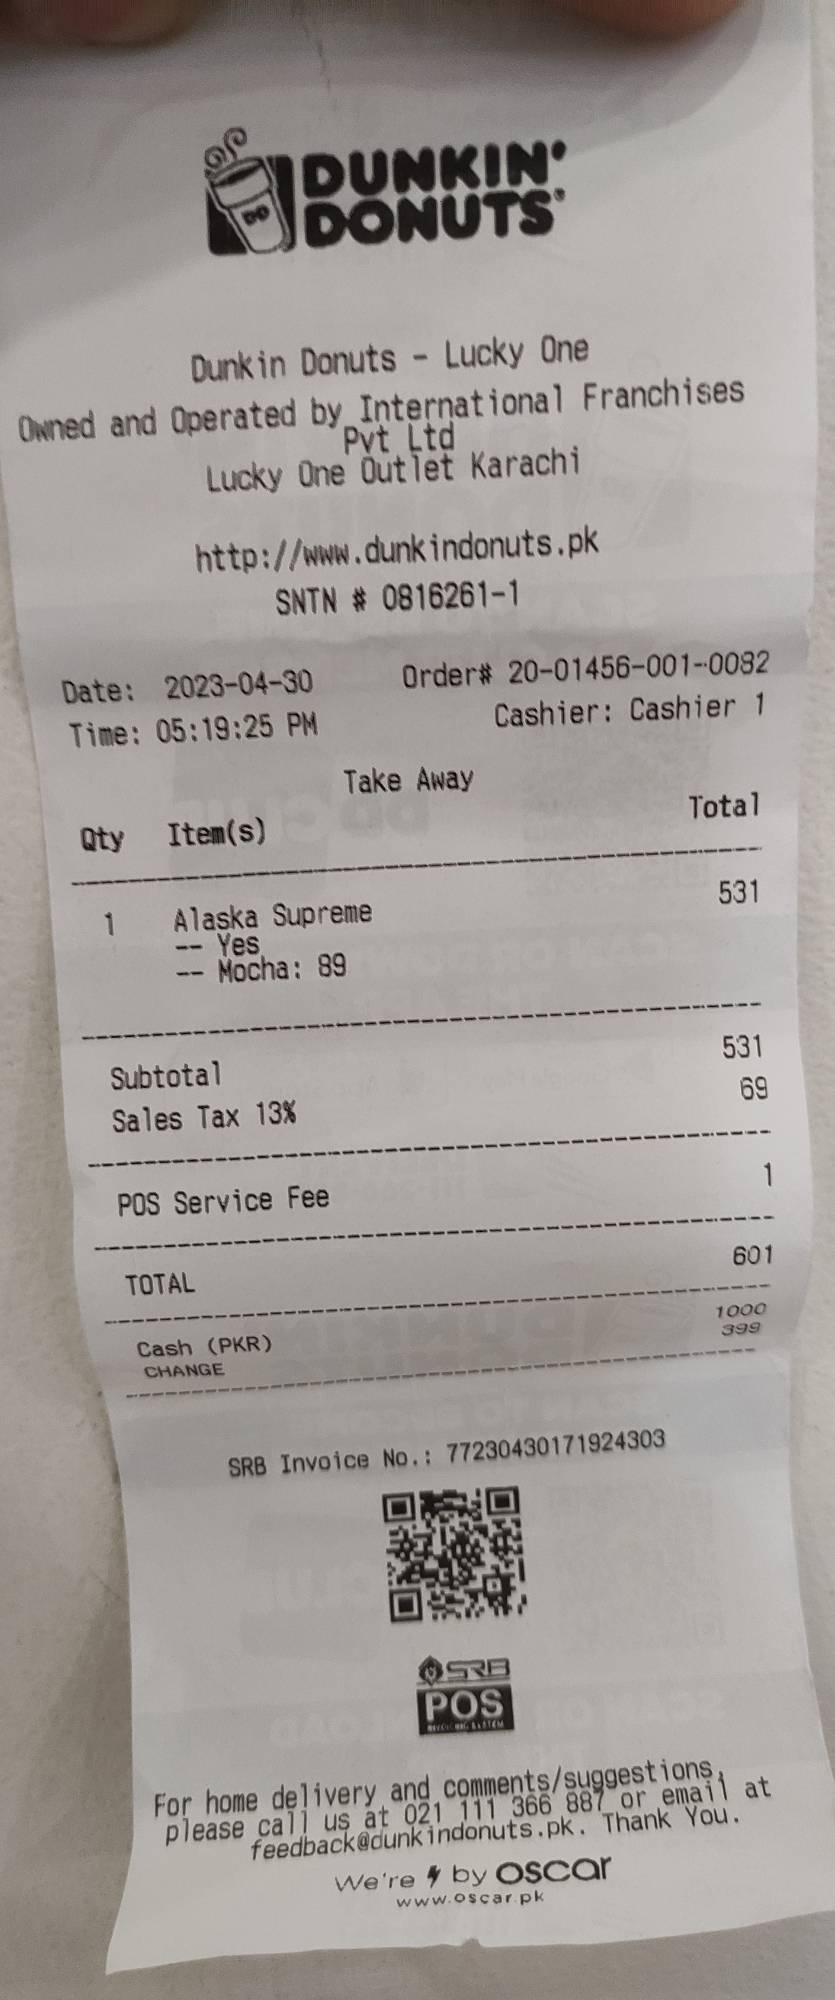 DD
DUNKIN'
DONUTS
Dunkin Donuts - Lucky One
Owned and Operated by International Franchises
Pvt Ltd
Lucky One Outlet Karachi
http://www.dunkindonuts.pk
SNTN # 0816261-1
Date: 2023-04-30 Order# 20-01456-001-0082
Time: 05:19:25 PM Cashier: Cashier 1
Take Away
Qty Item(s) Total
1 Alaska Supreme 531
-- Yes
-- Mocha: 89
Subtotal 531
Sales Tax 13% 69
POS Service Fee 1
TOTAL 601
Cash (PKR) 1000
CHANGE 399
SRB Invoice No.: 77230430171924303
SRB
POS
For home delivery and comments/suggestions,
please call us at 021 111 366 887 or email at
feedback@dunkindonuts.pk. Thank You.
We're by oscar
www.oscar.pk